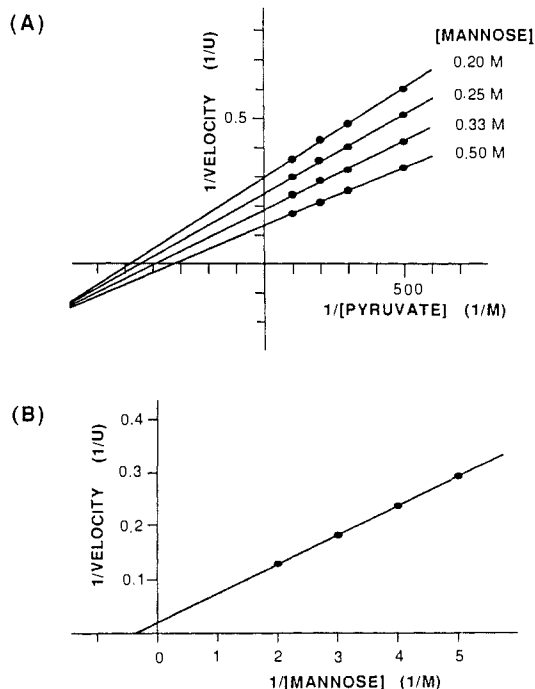 (A)
[MANNOSE]
0.20 M
0.25 M
0.33 M
0.50 M
1/VELOCITY (1/U)
0.5
500
1/[PYRUVATE] (1/M)
(B)
1/VELOCITY (1/U)
0.4
0.3
0.2
0.1
0 1 2 3 4 5
1/[MANNOSE] (1/M)